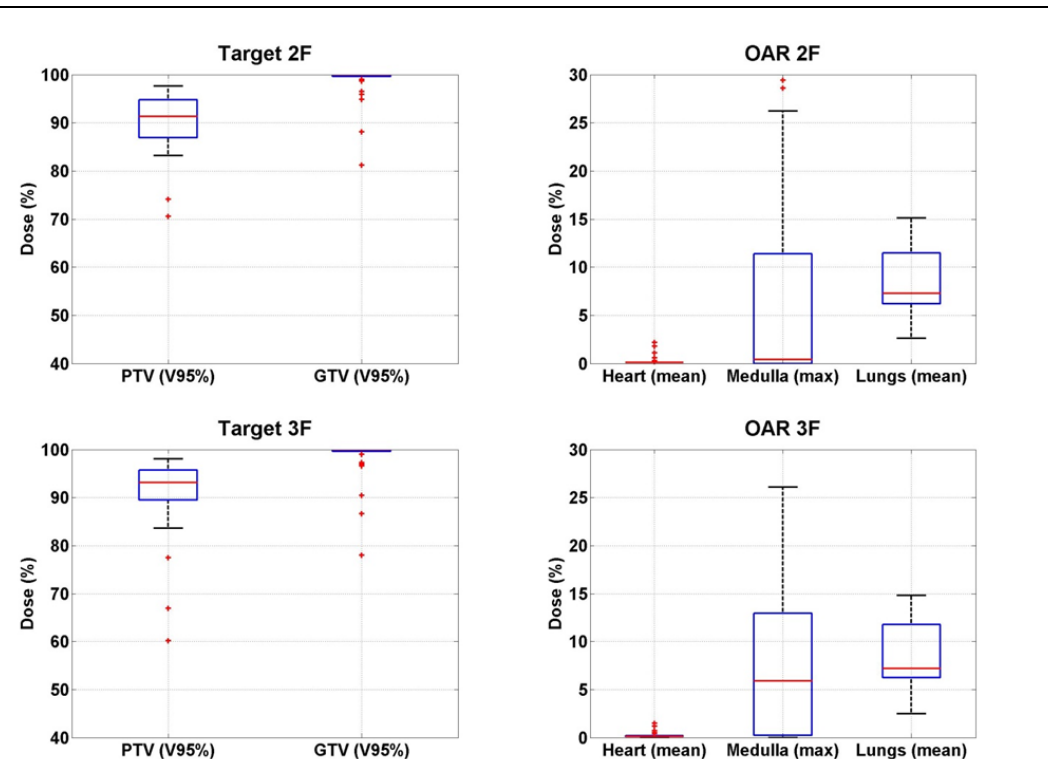 Target 2F
100
90
80
70
60
50
40
Dose (%)
PTV (V95%) GTV (V95%)
OAR 2F
30
25
20
15
10
5
0
Dose (%)
Heart (mean) Medulla (max) Lungs (mean)
Target 3F
100
90
80
70
60
50
40
Dose (%)
PTV (V95%) GTV (V95%)
OAR 3F
30
25
20
15
10
5
0
Dose (%)
Heart (mean) Medulla (max) Lungs (mean)